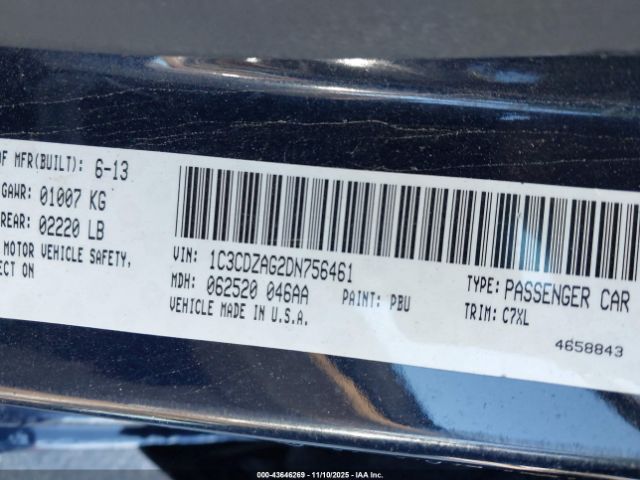 OF MFR(BUILT): 6-13
GAWR: 01007 KG
REAR: 02220 LB
MOTOR VEHICLE SAFETY,
ECT ON
VIN: 1C3CDZAG2DN756461
MDH: 062520 046AA
PAINT: PBU
VEHICLE MADE IN U.S.A.
TYPE: PASSENGER CAR
TRIM: C7XL
4658843
000-43646269 - 11/10/2025 - IAA Inc.